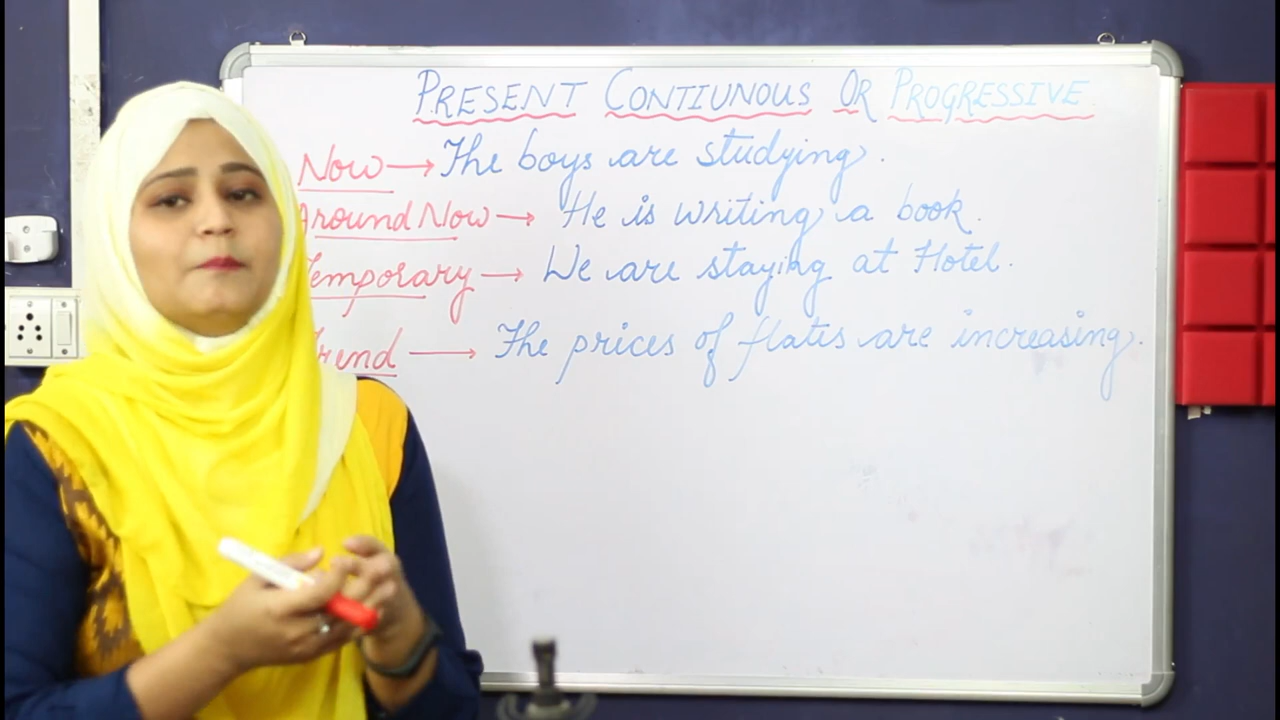 PRESENT CONTIUNOUS OR PROGRESSIVE
Now → The boys are studying.
Around Now → He is writing a book.
Temporary → We are staying at Hotel.
Trend → The prices of flates are increasing.